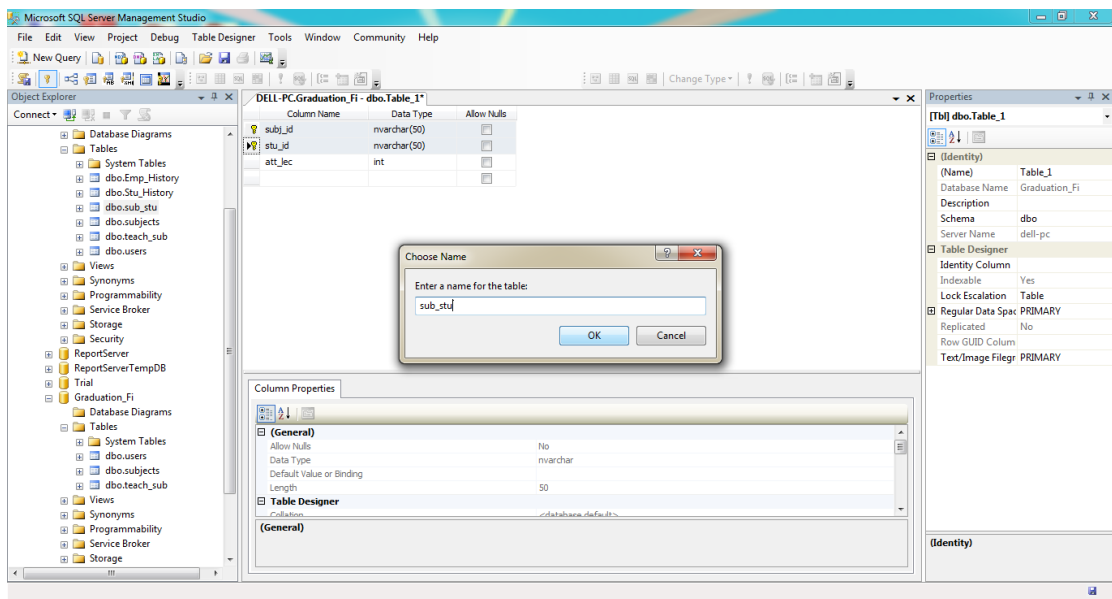 Microsoft SQL Server Management Studio
File Edit View Project Debug Table Designer Tools Window Community Help
New Query
Change Type
Object Explorer
Connect
Database Diagrams
Tables
System Tables
dbo.Emp_History
dbo.Stu_History
dbo.sub_stu
dbo.subjects
dbo.teach_sub
dbo.users
Views
Synonyms
Programmability
Service Broker
Storage
Security
ReportServer
ReportServerTempDB
Trial
Graduation_Fi
Database Diagrams
Tables
System Tables
dbo.users
dbo.subjects
dbo.teach_sub
Views
Synonyms
Programmability
Service Broker
Storage
DELL-PC.Graduation_Fi - dbo.Table_1*
Column Name Data Type Allow Nulls
subj_id nvarchar(50)
stu_id nvarchar(50)
att_lec int
Choose Name
Enter a name for the table:
sub_stu
OK Cancel
Column Properties
(General)
Allow Nulls No
Data Type nvarchar
Default Value or Binding
Length 50
Table Designer
Collation <database default>
(General)
Properties
[Tbl] dbo.Table_1
(Identity)
(Name) Table_1
Database Name Graduation_Fi
Description
Schema dbo
Server Name dell-pc
Table Designer
Identity Column
Indexable Yes
Lock Escalation Table
Regular Data Spac PRIMARY
Replicated No
Row GUID Colum
Text/Image Filegr PRIMARY
(Identity)